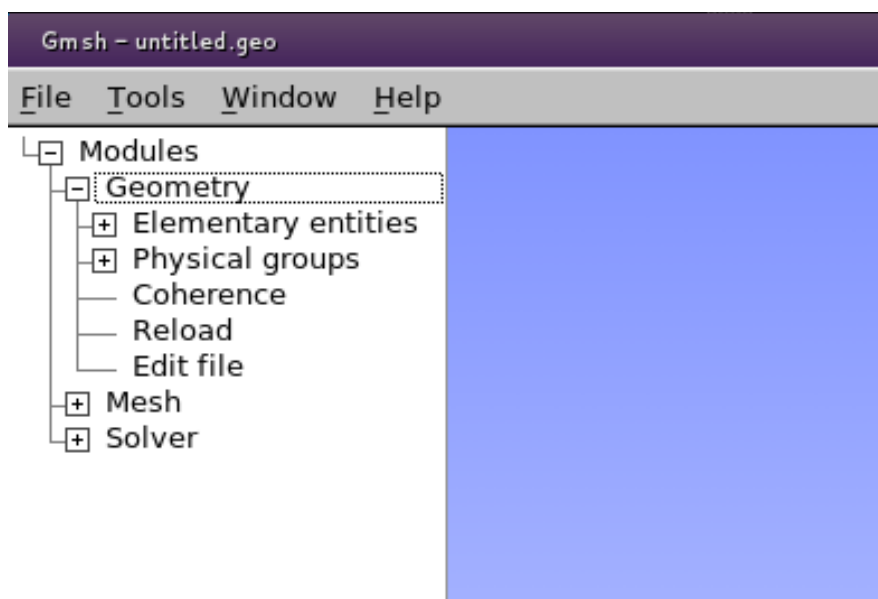 Gmsh - untitled.geo
File Tools Window Help
Modules
Geometry
Elementary entities
Physical groups
Coherence
Reload
Edit file
Mesh
Solver